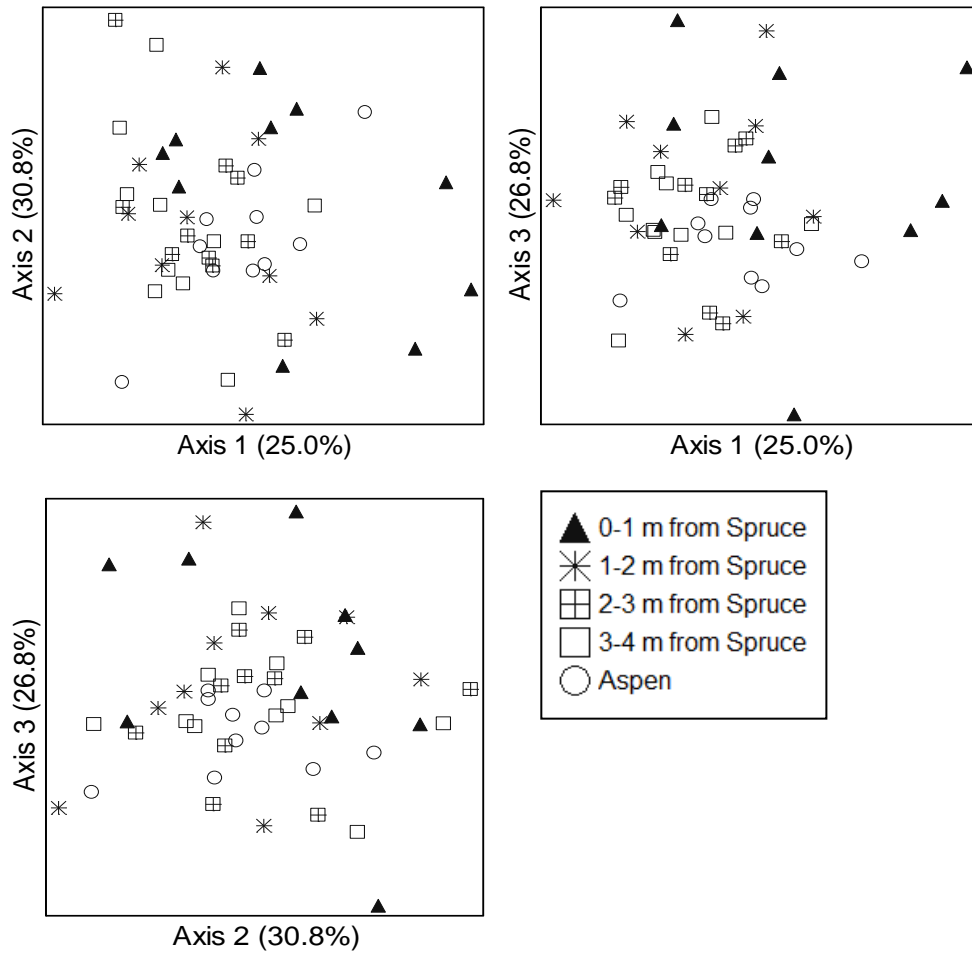 Axis 2 (30.8%)
Axis 1 (25.0%)
Axis 3 (26.8%)
Axis 1 (25.0%)
Axis 3 (26.8%)
Axis 2 (30.8%)
0-1 m from Spruce
1-2 m from Spruce
2-3 m from Spruce
3-4 m from Spruce
Aspen